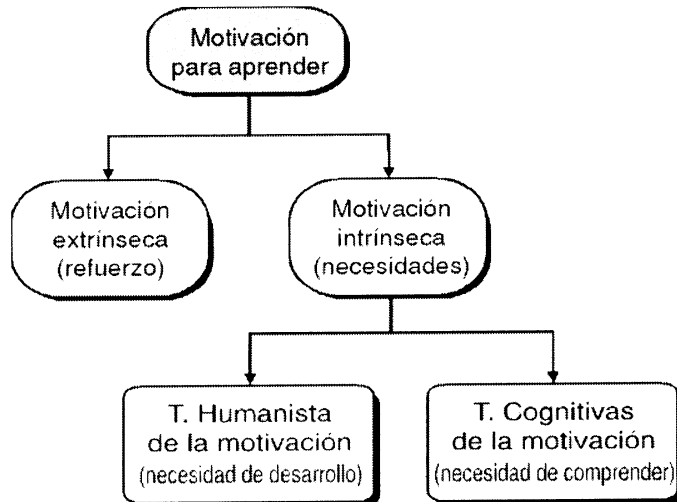 Motivación
para aprender
Motivación
extrínseca
(refuerzo)
Motivación
intrínseca
(necesidades)
T. Humanista
de la motivación
(necesidad de desarrollo)
T. Cognitivas
de la motivación
(necesidad de comprender)